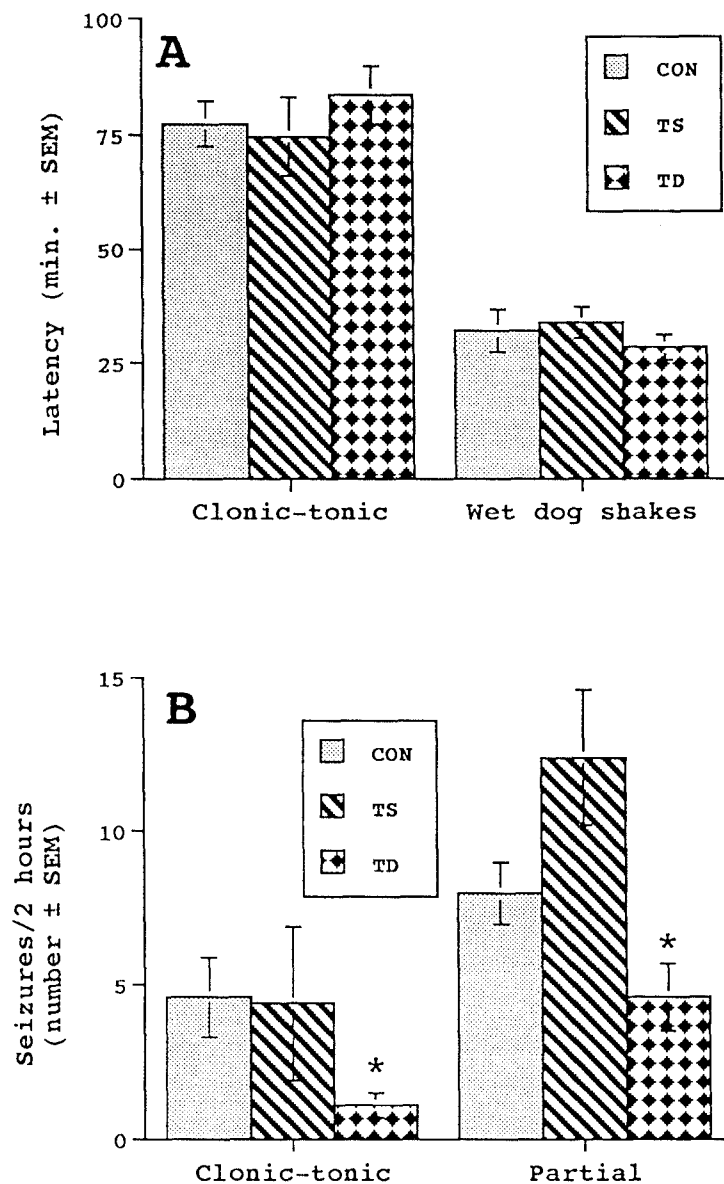 A
100
75
50
25
0
Latency (min. ± SEM)
CON
TS
TD
Clonic-tonic
Wet dog shakes
B
15
10
5
0
Seizures/2 hours
(number ± SEM)
CON
TS
TD
*
*
Clonic-tonic
Partial